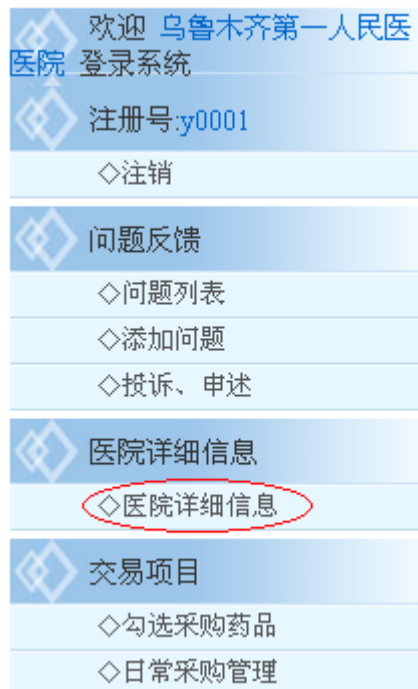 欢迎 乌鲁木齐第一人民医
医院 登录系统
注册号:y0001
◇注销
问题反馈
◇问题列表
◇添加问题
◇投诉、申述
医院详细信息
◇医院详细信息
交易项目
◇勾选采购药品
◇日常采购管理